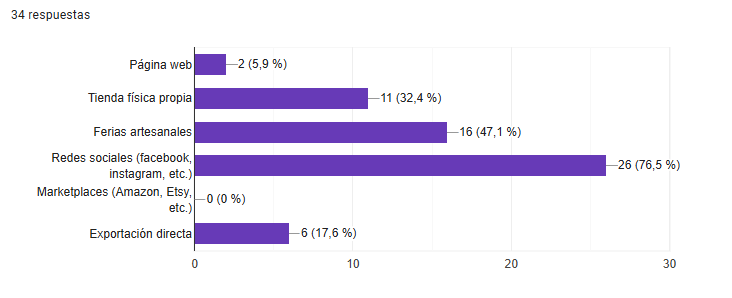 34 respuestas
Página web
2 (5,9 %)
Tienda física propia
11 (32,4 %)
Ferias artesanales
16 (47,1 %)
Redes sociales (facebook,
instagram, etc.)
26 (76,5 %)
Marketplaces (Amazon, Etsy,
etc.)
0 (0 %)
Exportación directa
6 (17,6 %)
0
10
20
30